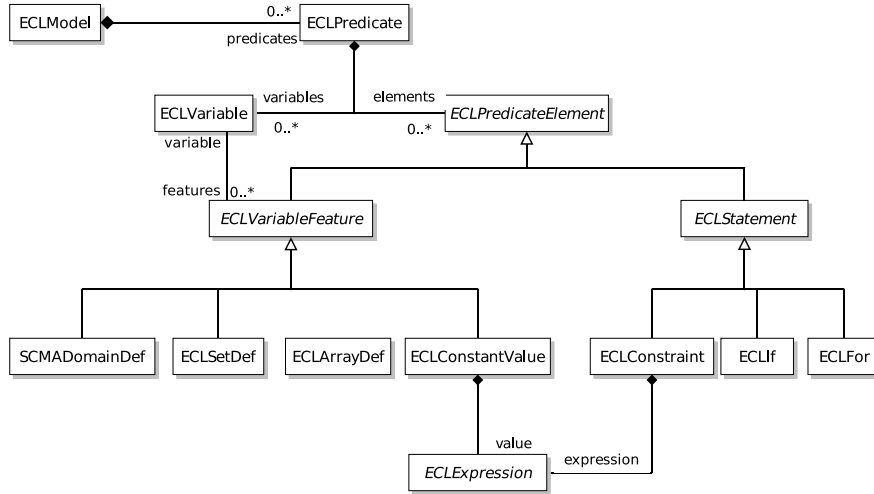 ECLModel
0..*
ECLPredicate
predicates
variables
elements
ECLVariable
0..*
0..*
ECLPredicateElement
variable
features
0..*
ECLVariableFeature
ECLStatement
SCMADomainDef
ECLSetDef
ECLArrayDef
ECLConstantValue
ECLConstraint
ECLIf
ECLFor
value
expression
ECLExpression